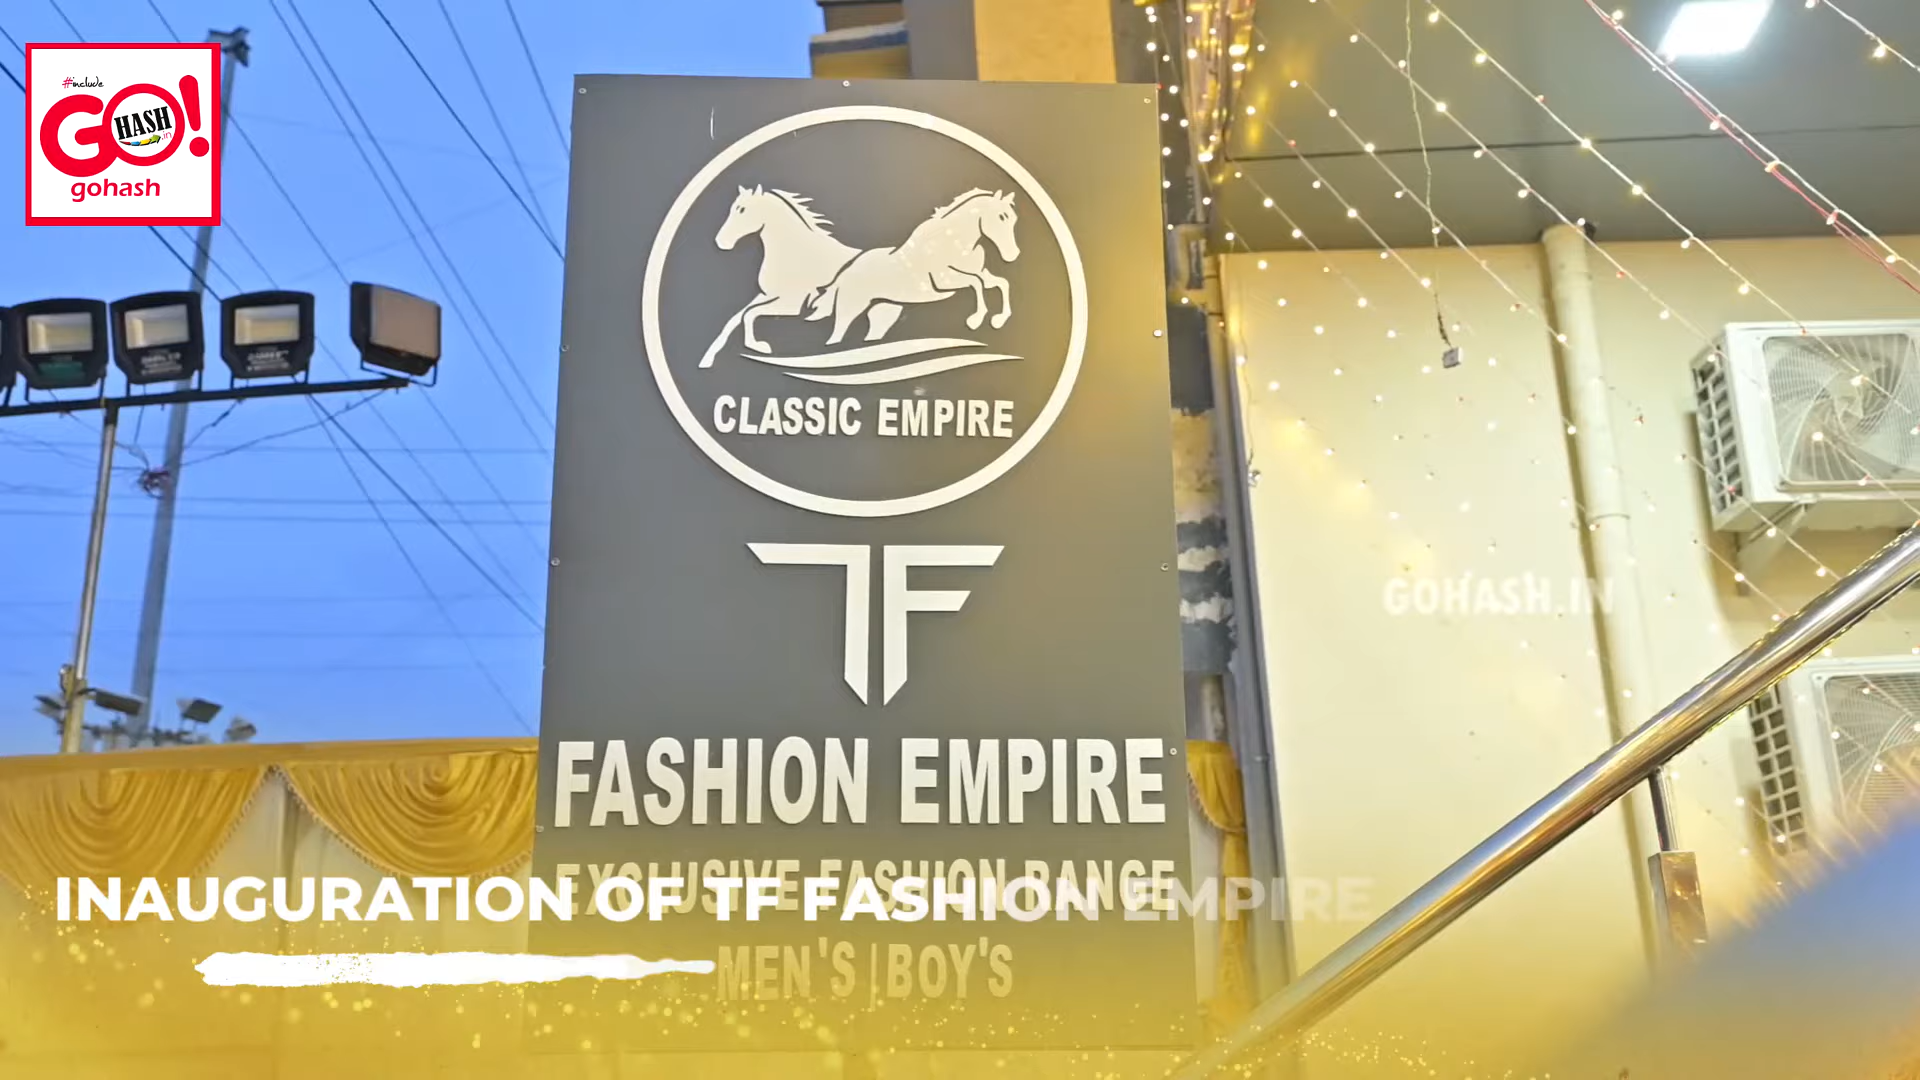 #include
GO!
HASH
.in
gohash
CLASSIC EMPIRE
TF
FASHION EMPIRE
EXCLUSIVE FASHION RANGE
MEN'S | BOY'S
GOHASH.IN
INAUGURATION OF TF FASHION EMPIRE